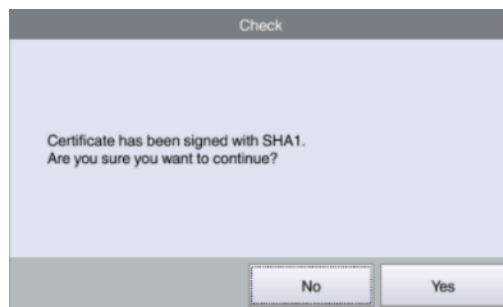 Check
Certificate has been signed with SHA1.
Are you sure you want to continue?
No
Yes